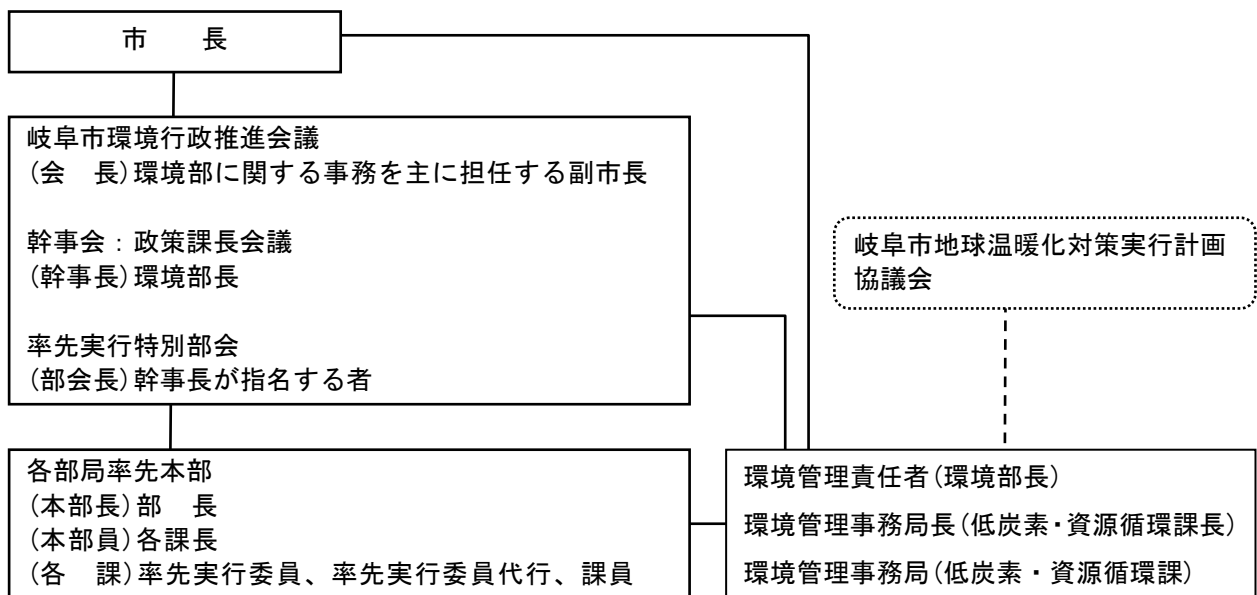 市　　長
岐阜市環境行政推進会議
(会　長)環境部に関する事務を主に担任する副市長
幹事会：政策課長会議
(幹事長)環境部長
率先実行特別部会
(部会長)幹事長が指名する者
岐阜市地球温暖化対策実行計画
協議会
各部局率先本部
(本部長)部　長
(本部員)各課長
(各　課)率先実行委員、率先実行委員代行、課員
環境管理責任者(環境部長)
環境管理事務局長(低炭素・資源循環課長)
環境管理事務局(低炭素・資源循環課)